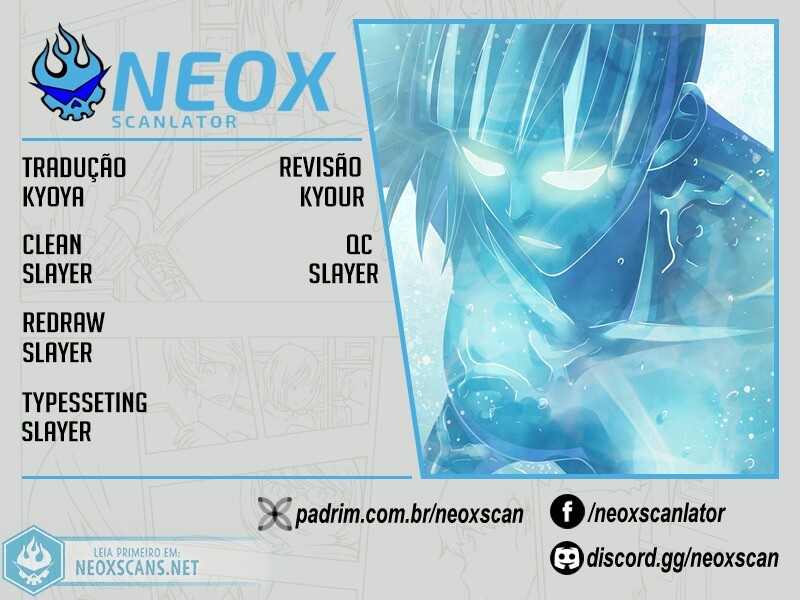 NEOX
SCANLATOR
TRADUÇÃO
KYOYA
REVISÃO
KYOUR
CLEAN
SLAYER
QC
SLAYER
REDRAW
SLAYER
TYPESSETING
SLAYER
padrim.com.br/neoxscan
/neoxscanlator
LEIA PRIMEIRO EM:
NEOXSCANS.NET
discord.gg/neoxscan